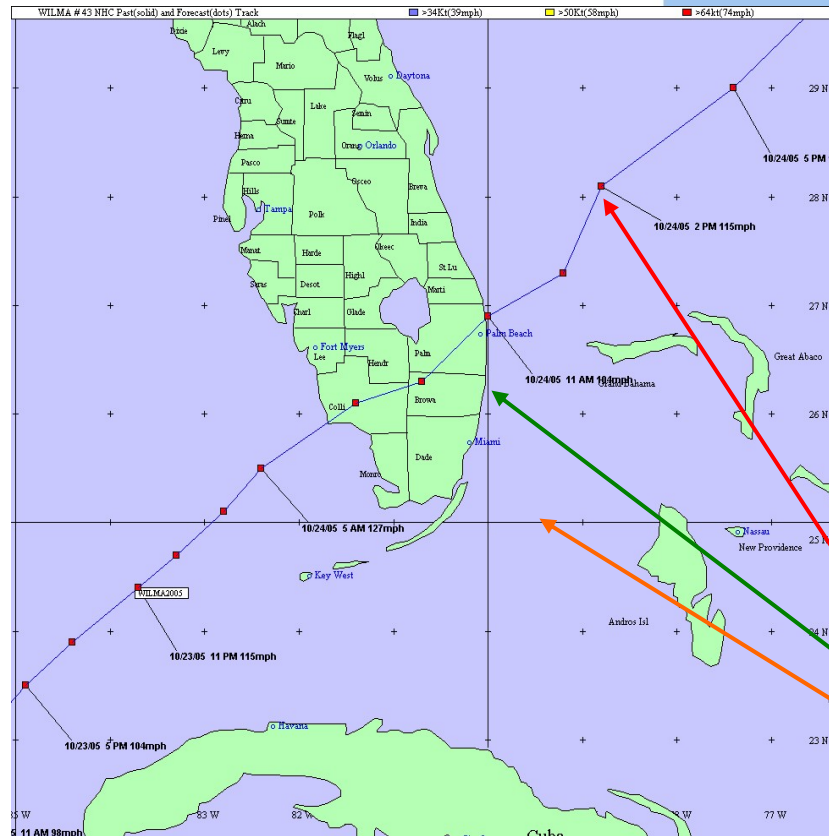 WILMA #43 NHC Past(solid) and Forecast(dots) Track >34Kt(39mph) >50Kt(58mph) >64kt(74mph)
Dixie Alach Flagl
Levy
Mario Volus Daytona
29 N
Citru Lake
Sumte Semin
Herna
Orang Orlando
Pasco
10/24/05 5 PM
Osceo
Hills Breva
28 N
Tampa
Pinel Polk
India
10/24/05 2 PM 115mph
Manat Harde Okeec
St Lu
Saras Desot Highl
Marti
27 N
Charl Glade
Palm Beach
Fort Myers
Lee Palm Great Abaco
Hendr
10/24/05 11 AM 104mph
Grand Bahama
Colli Browa
26 N
Miami
Dade
Monro
10/24/05 5 AM 127mph
25 N
Nassau
New Providence
Key West
WILMA2005
Andros Isl
24 N
10/23/05 11 PM 115mph
Havana
23 N
10/23/05 5 PM 104mph
85 W 83 W 82 W 78 W 77 W
11 AM 98mph
Cuba